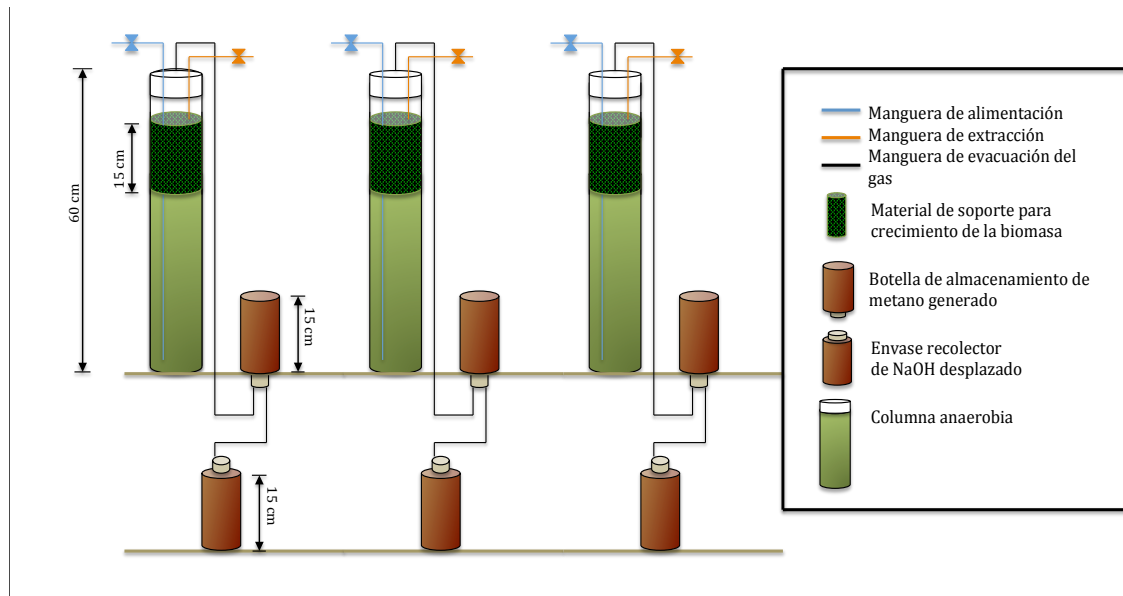 60 cm
15 cm
15 cm
15 cm
Manguera de alimentación
Manguera de extracción
Manguera de evacuación del
gas
Material de soporte para
crecimiento de la biomasa
Botella de almacenamiento de
metano generado
Envase recolector
de NaOH desplazado
Columna anaerobia